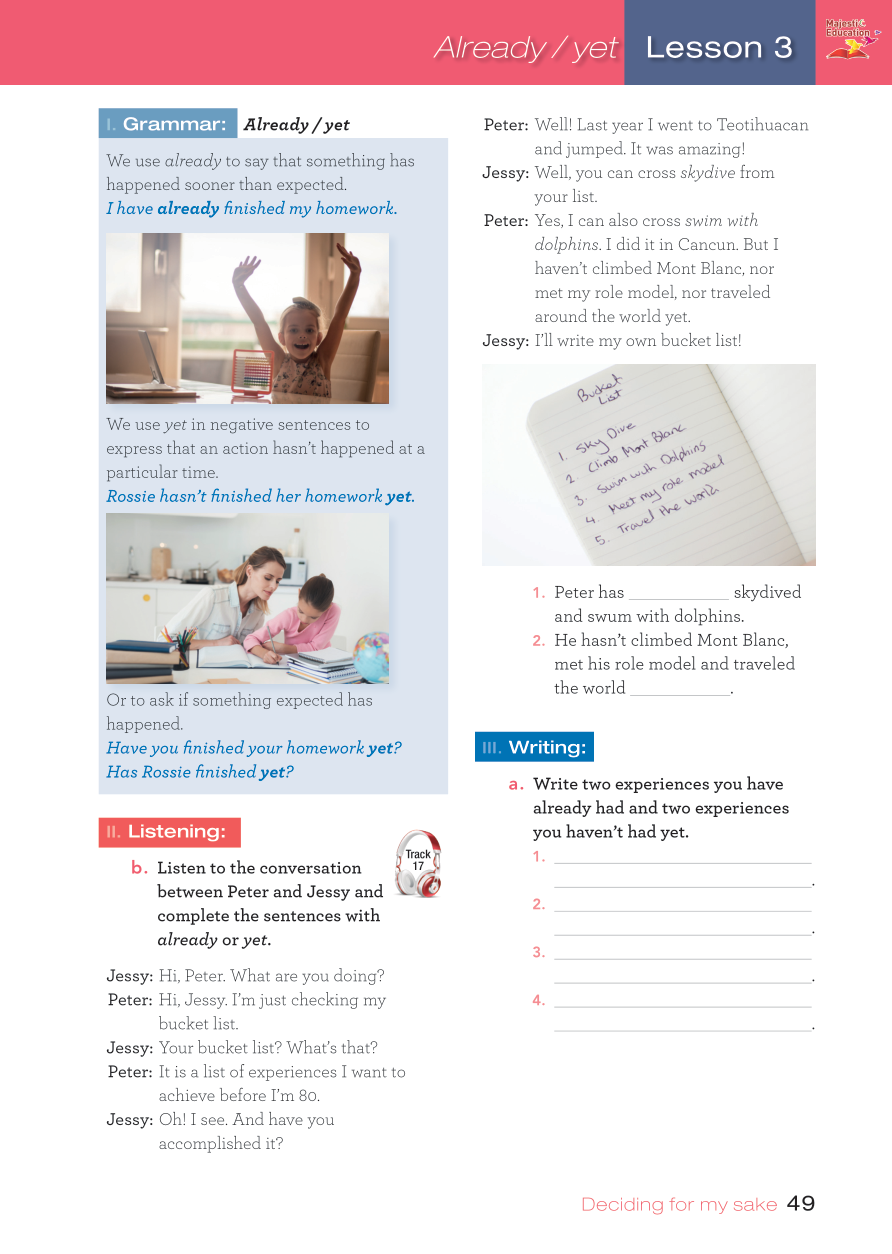 Already / yet Lesson 3
Majestic
Education
I. Grammar: Already / yet
We use already to say that something has
happened sooner than expected.
I have already finished my homework.
We use yet in negative sentences to
express that an action hasn't happened at a
particular time.
Rossie hasn't finished her homework yet.
Or to ask if something expected has
happened.
Have you finished your homework yet?
Has Rossie finished yet?
II. Listening:
b. Listen to the conversation
between Peter and Jessy and
complete the sentences with
already or yet.
Track
17
Jessy: Hi, Peter. What are you doing?
Peter: Hi, Jessy. I'm just checking my
bucket list.
Jessy: Your bucket list? What's that?
Peter: It is a list of experiences I want to
achieve before I'm 80.
Jessy: Oh! I see. And have you
accomplished it?
Peter: Well! Last year I went to Teotihuacan
and jumped. It was amazing!
Jessy: Well, you can cross skydive from
your list.
Peter: Yes, I can also cross swim with
dolphins. I did it in Cancun. But I
haven't climbed Mont Blanc, nor
met my role model, nor traveled
around the world yet.
Jessy: I'll write my own bucket list!
Bucket
List
1. Sky Dive
2. Climb Mont Blanc
3. Swim with Dolphins
4. Meet my role model
5. Travel the world
1. Peter has ____________ skydived
and swum with dolphins.
2. He hasn't climbed Mont Blanc,
met his role model and traveled
the world ____________.
III. Writing:
a. Write two experiences you have
already had and two experiences
you haven't had yet.
1. ______________________________
______________________________.
2. ______________________________
______________________________.
3. ______________________________
______________________________.
4. ______________________________
______________________________.
Deciding for my sake 49